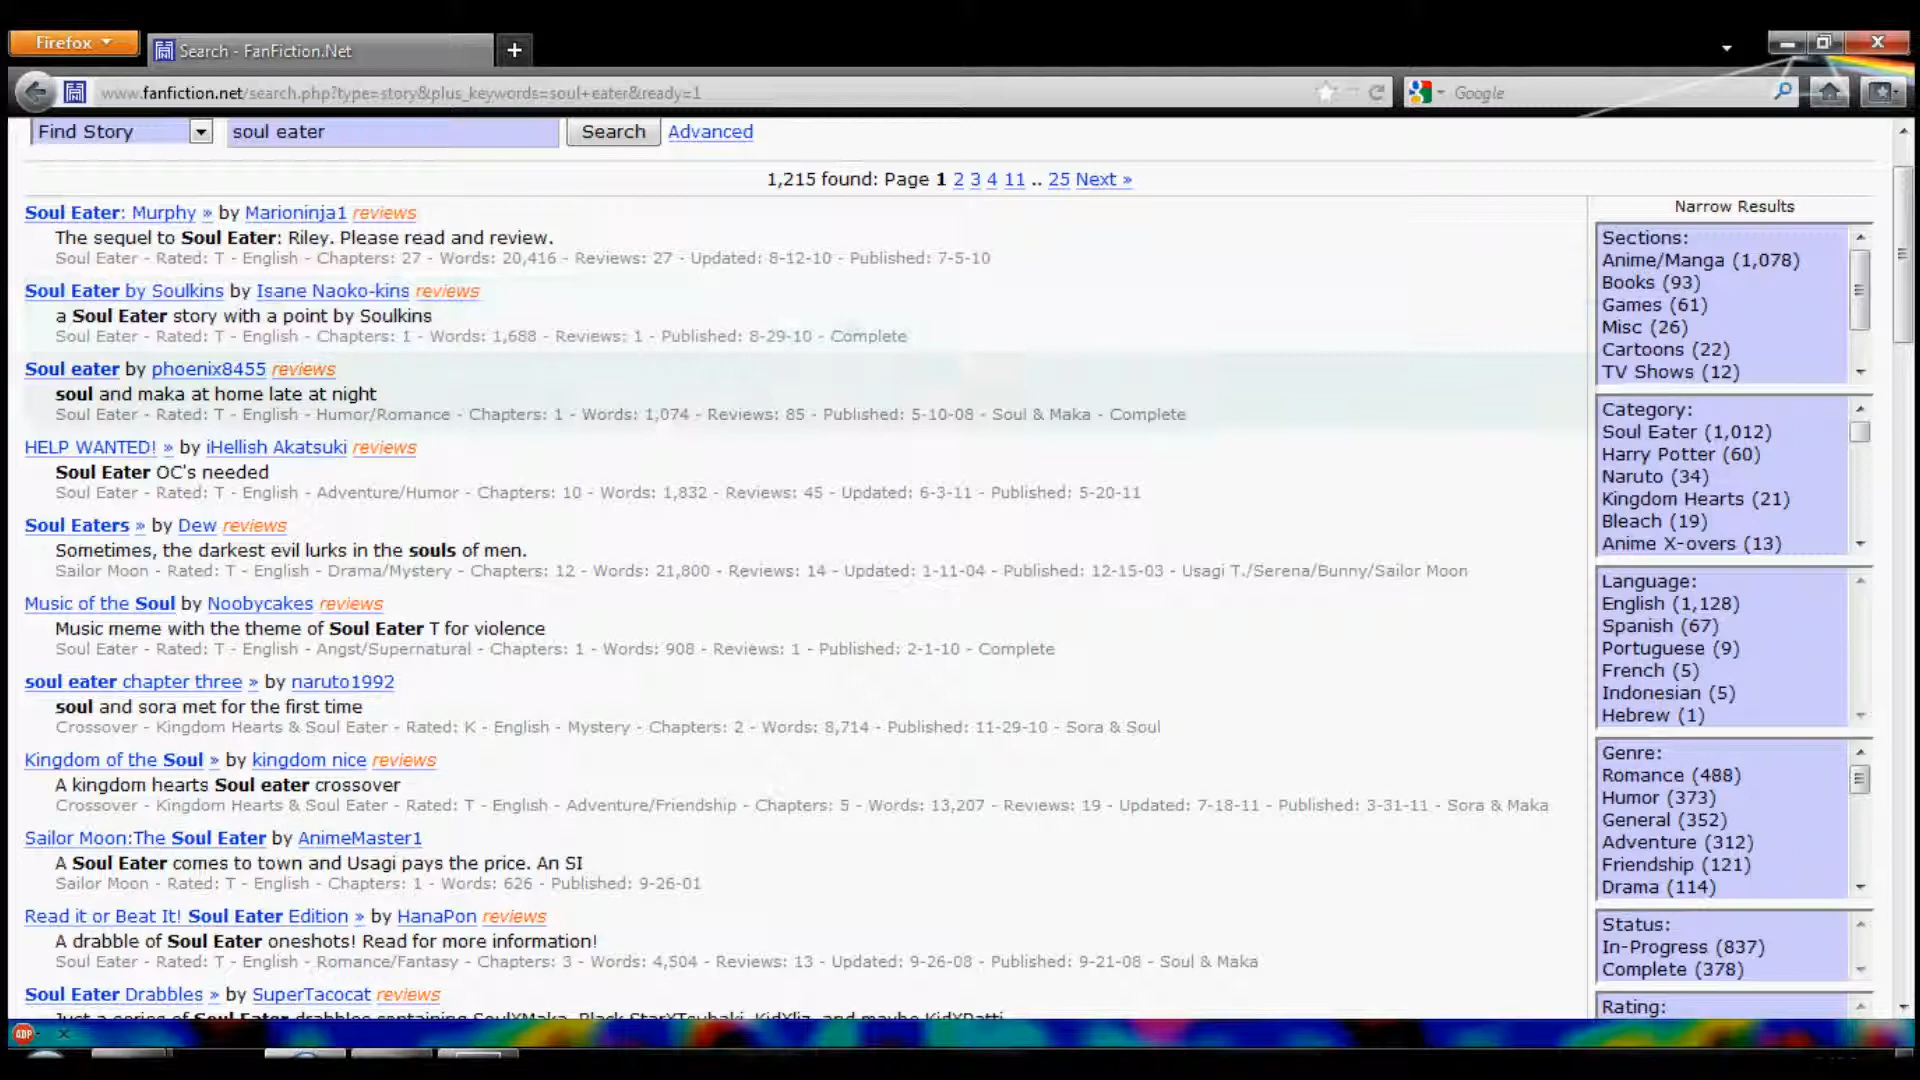 Firefox
Search - FanFiction.Net
www.fanfiction.net/search.php?type=story&plus_keywords=soul+eater&ready=1
Google
Find Story
soul eater
Search
Advanced
1,215 found: Page 1 2 3 4 11 .. 25 Next »
Soul Eater: Murphy » by Marioninja1 reviews
The sequel to Soul Eater: Riley. Please read and review.
Soul Eater - Rated: T - English - Chapters: 27 - Words: 20,416 - Reviews: 27 - Updated: 8-12-10 - Published: 7-5-10
Soul Eater by Soulkins by Isane Naoko-kins reviews
a Soul Eater story with a point by Soulkins
Soul Eater - Rated: T - English - Chapters: 1 - Words: 1,688 - Reviews: 1 - Published: 8-29-10 - Complete
Soul eater by phoenix8455 reviews
soul and maka at home late at night
Soul Eater - Rated: T - English - Humor/Romance - Chapters: 1 - Words: 1,074 - Reviews: 85 - Published: 5-10-08 - Soul & Maka - Complete
HELP WANTED! » by iHellish Akatsuki reviews
Soul Eater OC's needed
Soul Eater - Rated: T - English - Adventure/Humor - Chapters: 10 - Words: 1,832 - Reviews: 45 - Updated: 6-3-11 - Published: 5-20-11
Soul Eaters » by Dew reviews
Sometimes, the darkest evil lurks in the souls of men.
Sailor Moon - Rated: T - English - Drama/Mystery - Chapters: 12 - Words: 21,800 - Reviews: 14 - Updated: 1-11-04 - Published: 12-15-03 - Usagi T./Serena/Bunny/Sailor Moon
Music of the Soul by Noobycakes reviews
Music meme with the theme of Soul Eater T for violence
Soul Eater - Rated: T - English - Angst/Supernatural - Chapters: 1 - Words: 908 - Reviews: 1 - Published: 2-1-10 - Complete
soul eater chapter three » by naruto1992
soul and sora met for the first time
Crossover - Kingdom Hearts & Soul Eater - Rated: K - English - Mystery - Chapters: 2 - Words: 8,714 - Published: 11-29-10 - Sora & Soul
Kingdom of the Soul » by kingdom nice reviews
A kingdom hearts Soul eater crossover
Crossover - Kingdom Hearts & Soul Eater - Rated: T - English - Adventure/Friendship - Chapters: 5 - Words: 13,207 - Reviews: 19 - Updated: 7-18-11 - Published: 3-31-11 - Sora & Maka
Sailor Moon:The Soul Eater by AnimeMaster1
A Soul Eater comes to town and Usagi pays the price. An SI
Sailor Moon - Rated: T - English - Chapters: 1 - Words: 626 - Published: 9-26-01
Read it or Beat It! Soul Eater Edition » by HanaPon reviews
A drabble of Soul Eater oneshots! Read for more information!
Soul Eater - Rated: T - English - Romance/Fantasy - Chapters: 3 - Words: 4,504 - Reviews: 13 - Updated: 9-26-08 - Published: 9-21-08 - Soul & Maka
Soul Eater Drabbles » by SuperTacocat reviews
Just a series of Soul Eater drabbles containing SoulXMaka, Black StarXTsubaki, KidXliz, and maybe KidXPatti
Narrow Results
Sections:
Anime/Manga (1,078)
Books (93)
Games (61)
Misc (26)
Cartoons (22)
TV Shows (12)
Category:
Soul Eater (1,012)
Harry Potter (60)
Naruto (34)
Kingdom Hearts (21)
Bleach (19)
Anime X-overs (13)
Language:
English (1,128)
Spanish (67)
Portuguese (9)
French (5)
Indonesian (5)
Hebrew (1)
Genre:
Romance (488)
Humor (373)
General (352)
Adventure (312)
Friendship (121)
Drama (114)
Status:
In-Progress (837)
Complete (378)
Rating:
ABP